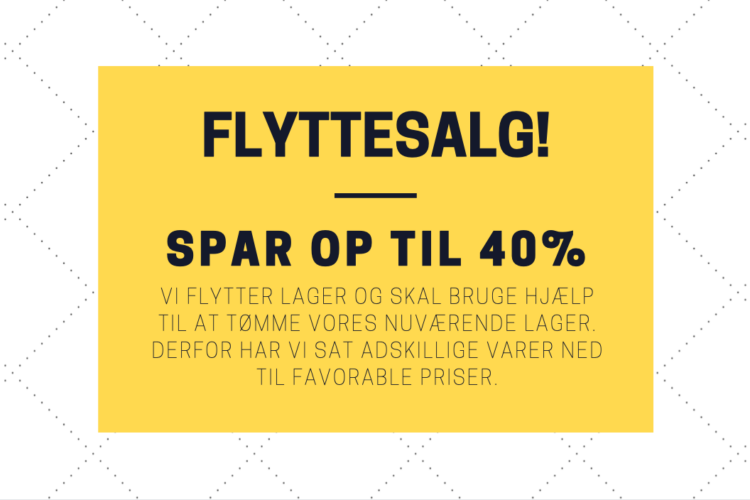 FLYTTESALG!
SPAR OP TIL 40%
VI FLYTTER LAGER OG SKAL BRUGE HJÆLP
TIL AT TØMME VORES NUVÆRENDE LAGER.
DERFOR HAR VI SAT ADSKILLIGE VARER NED
TIL FAVORABLE PRISER.